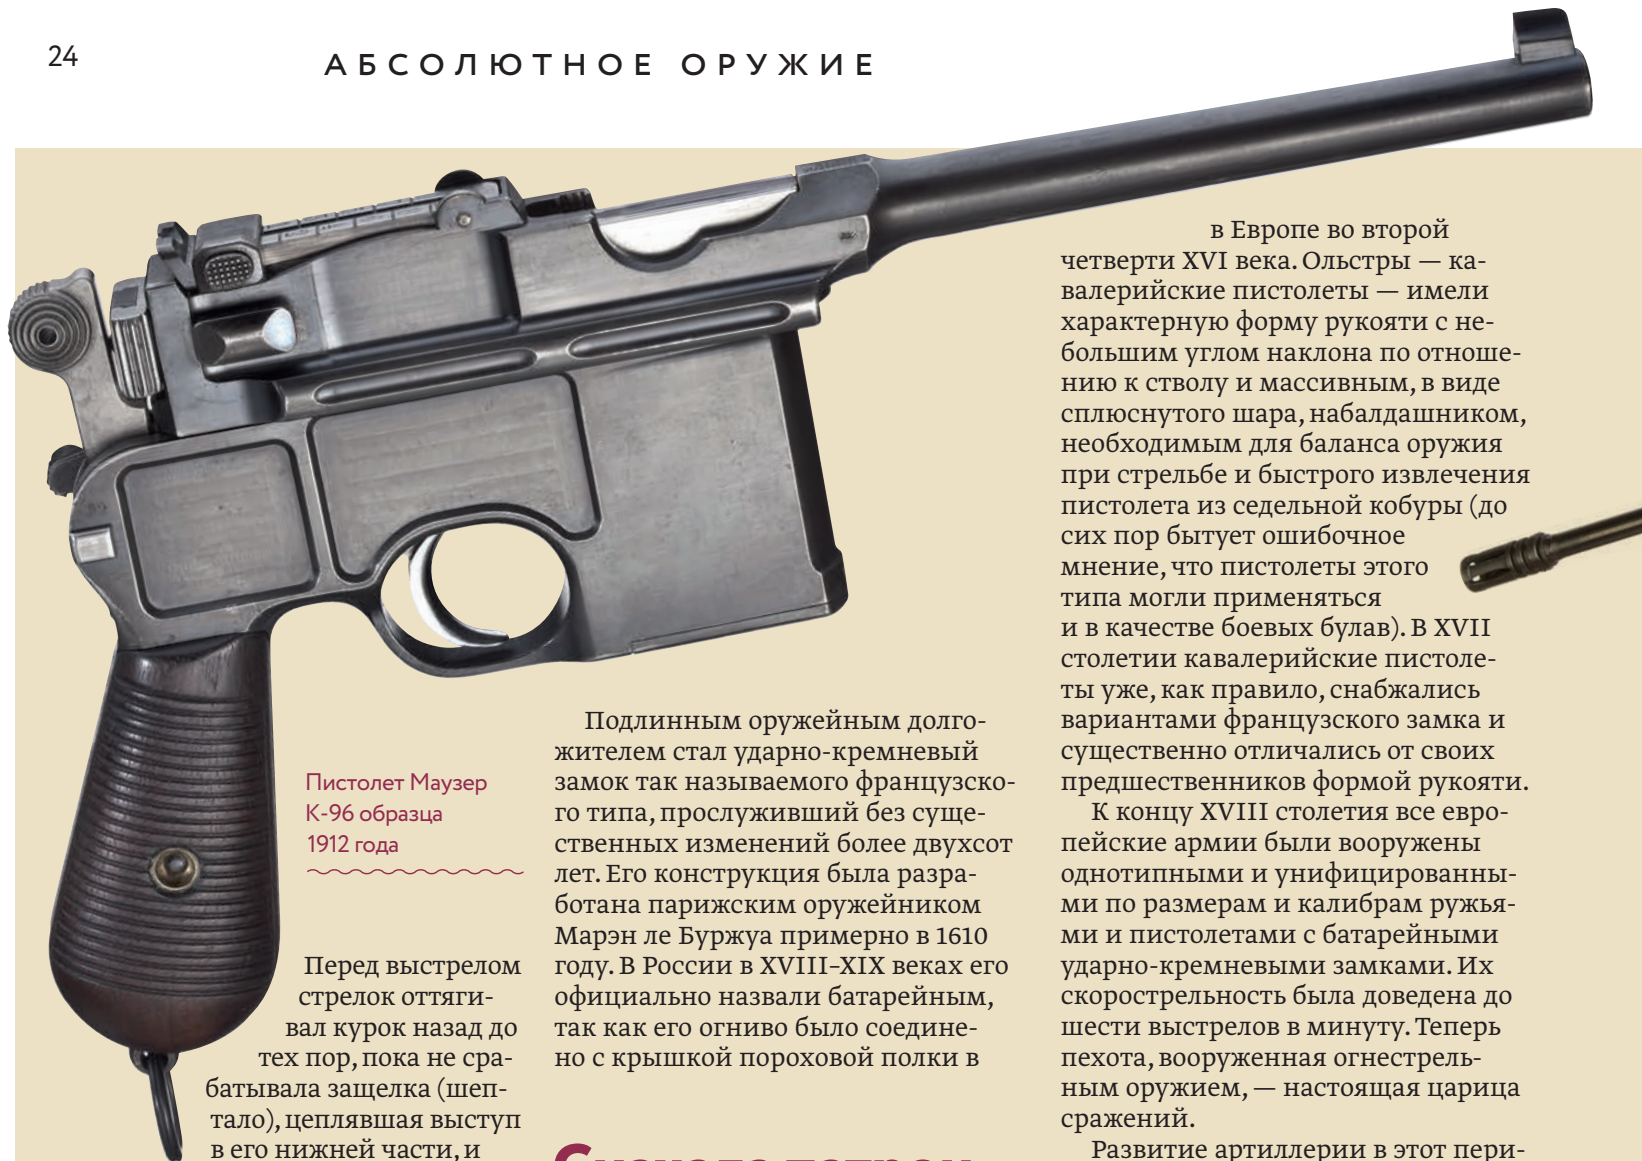 24
АБСОЛЮТНОЕ ОРУЖИЕ
Пистолет Маузер
К-96 образца
1912 года
Перед выстрелом
стрелок оттяги-
вал курок назад до
тех пор, пока не сра-
батывала защелка (шеп-
тало), цеплявшая выступ
в его нижней части, и
Подлинным оружейным долго-
жителем стал ударно-кремневый
замок так называемого французско-
го типа, прослуживший без суще-
ственных изменений более двухсот
лет. Его конструкция была разра-
ботана парижским оружейником
Марэн ле Буржуа примерно в 1610
году. В России в XVIII–XIX веках его
официально назвали батарейным,
так как его огниво было соедине-
но с крышкой пороховой полки в
в Европе во второй
четверти XVI века. Ольстры — ка-
валерийские пистолеты — имели
характерную форму рукояти с не-
большим углом наклона по отноше-
нию к стволу и массивным, в виде
сплюснутого шара, набалдашником,
необходимым для баланса оружия
при стрельбе и быстрого извлечения
пистолета из седельной кобуры (до
сих пор бытует ошибочное
мнение, что пистолеты этого
типа могли применяться
и в качестве боевых булав). В XVII
столетии кавалерийские пистоле-
ты уже, как правило, снабжались
вариантами французского замка и
существенно отличались от своих
предшественников формой рукояти.
К концу XVIII столетия все евро-
пейские армии были вооружены
однотипными и унифицированны-
ми по размерам и калибрам ружья-
ми и пистолетами с батарейными
ударно-кремневыми замками. Их
скорострельность была доведена до
шести выстрелов в минуту. Теперь
пехота, вооруженная огнестрель-
ным оружием, — настоящая царица
сражений.
Развитие артиллерии в этот пери-